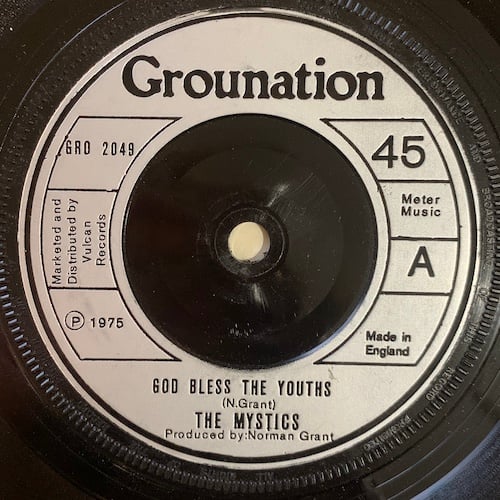 Grounation
GRO 2049
45
Marketed and
Distributed by
Vulcan
Records
Meter
Music
A
℗ 1975
Made in
England
GOD BLESS THE YOUTHS
(N.Grant)
THE MYSTICS
Produced by:Norman Grant